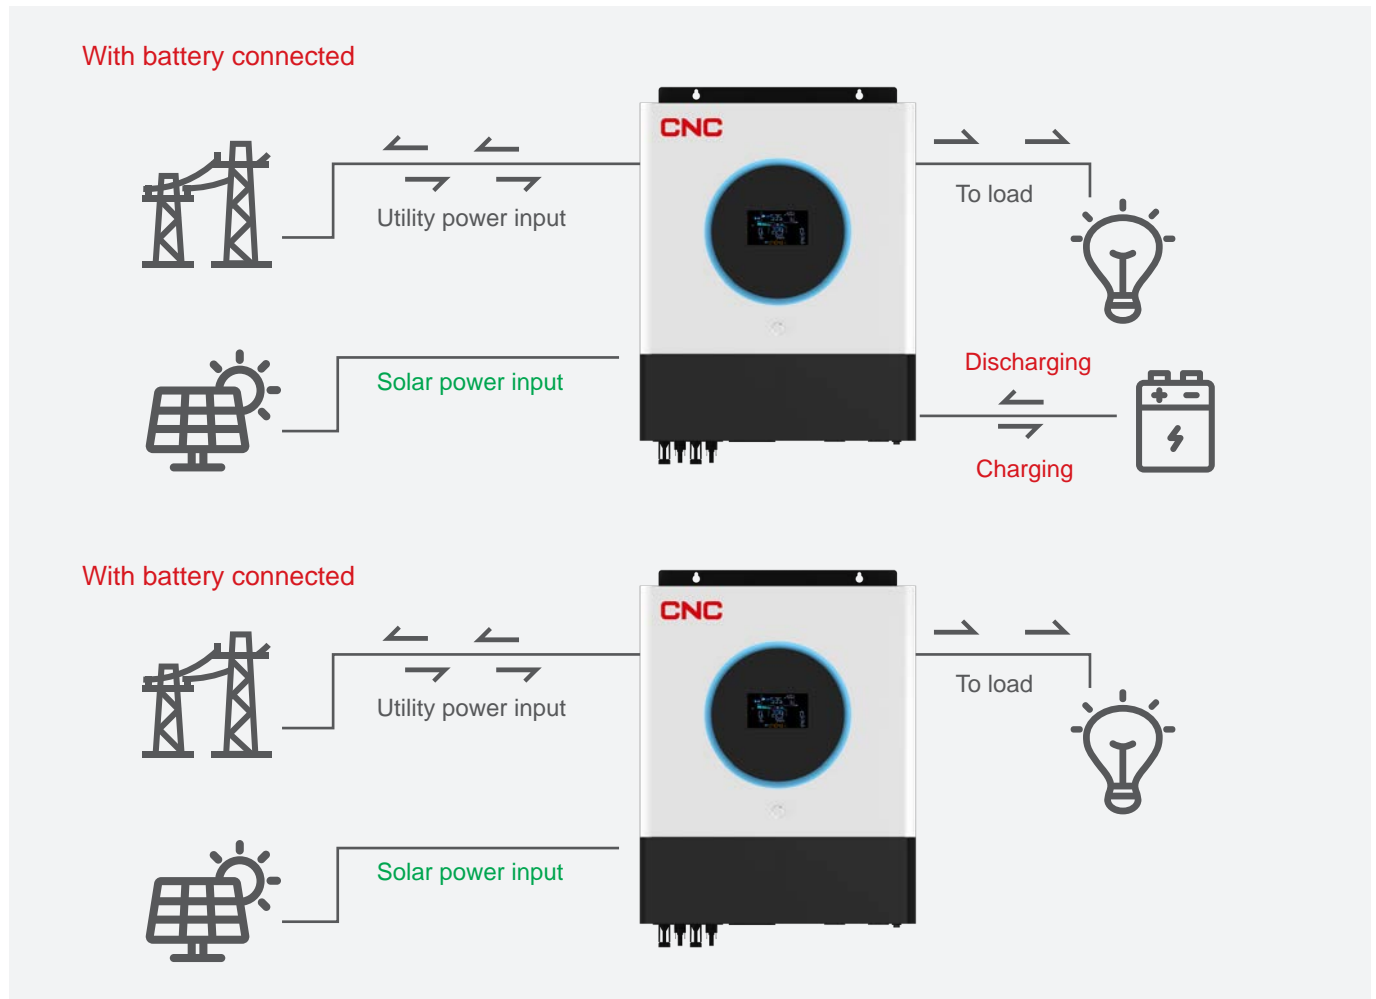 With battery connected
CNC
Utility power input
To load
Solar power input
Discharging
Charging
With battery connected
CNC
Utility power input
To load
Solar power input